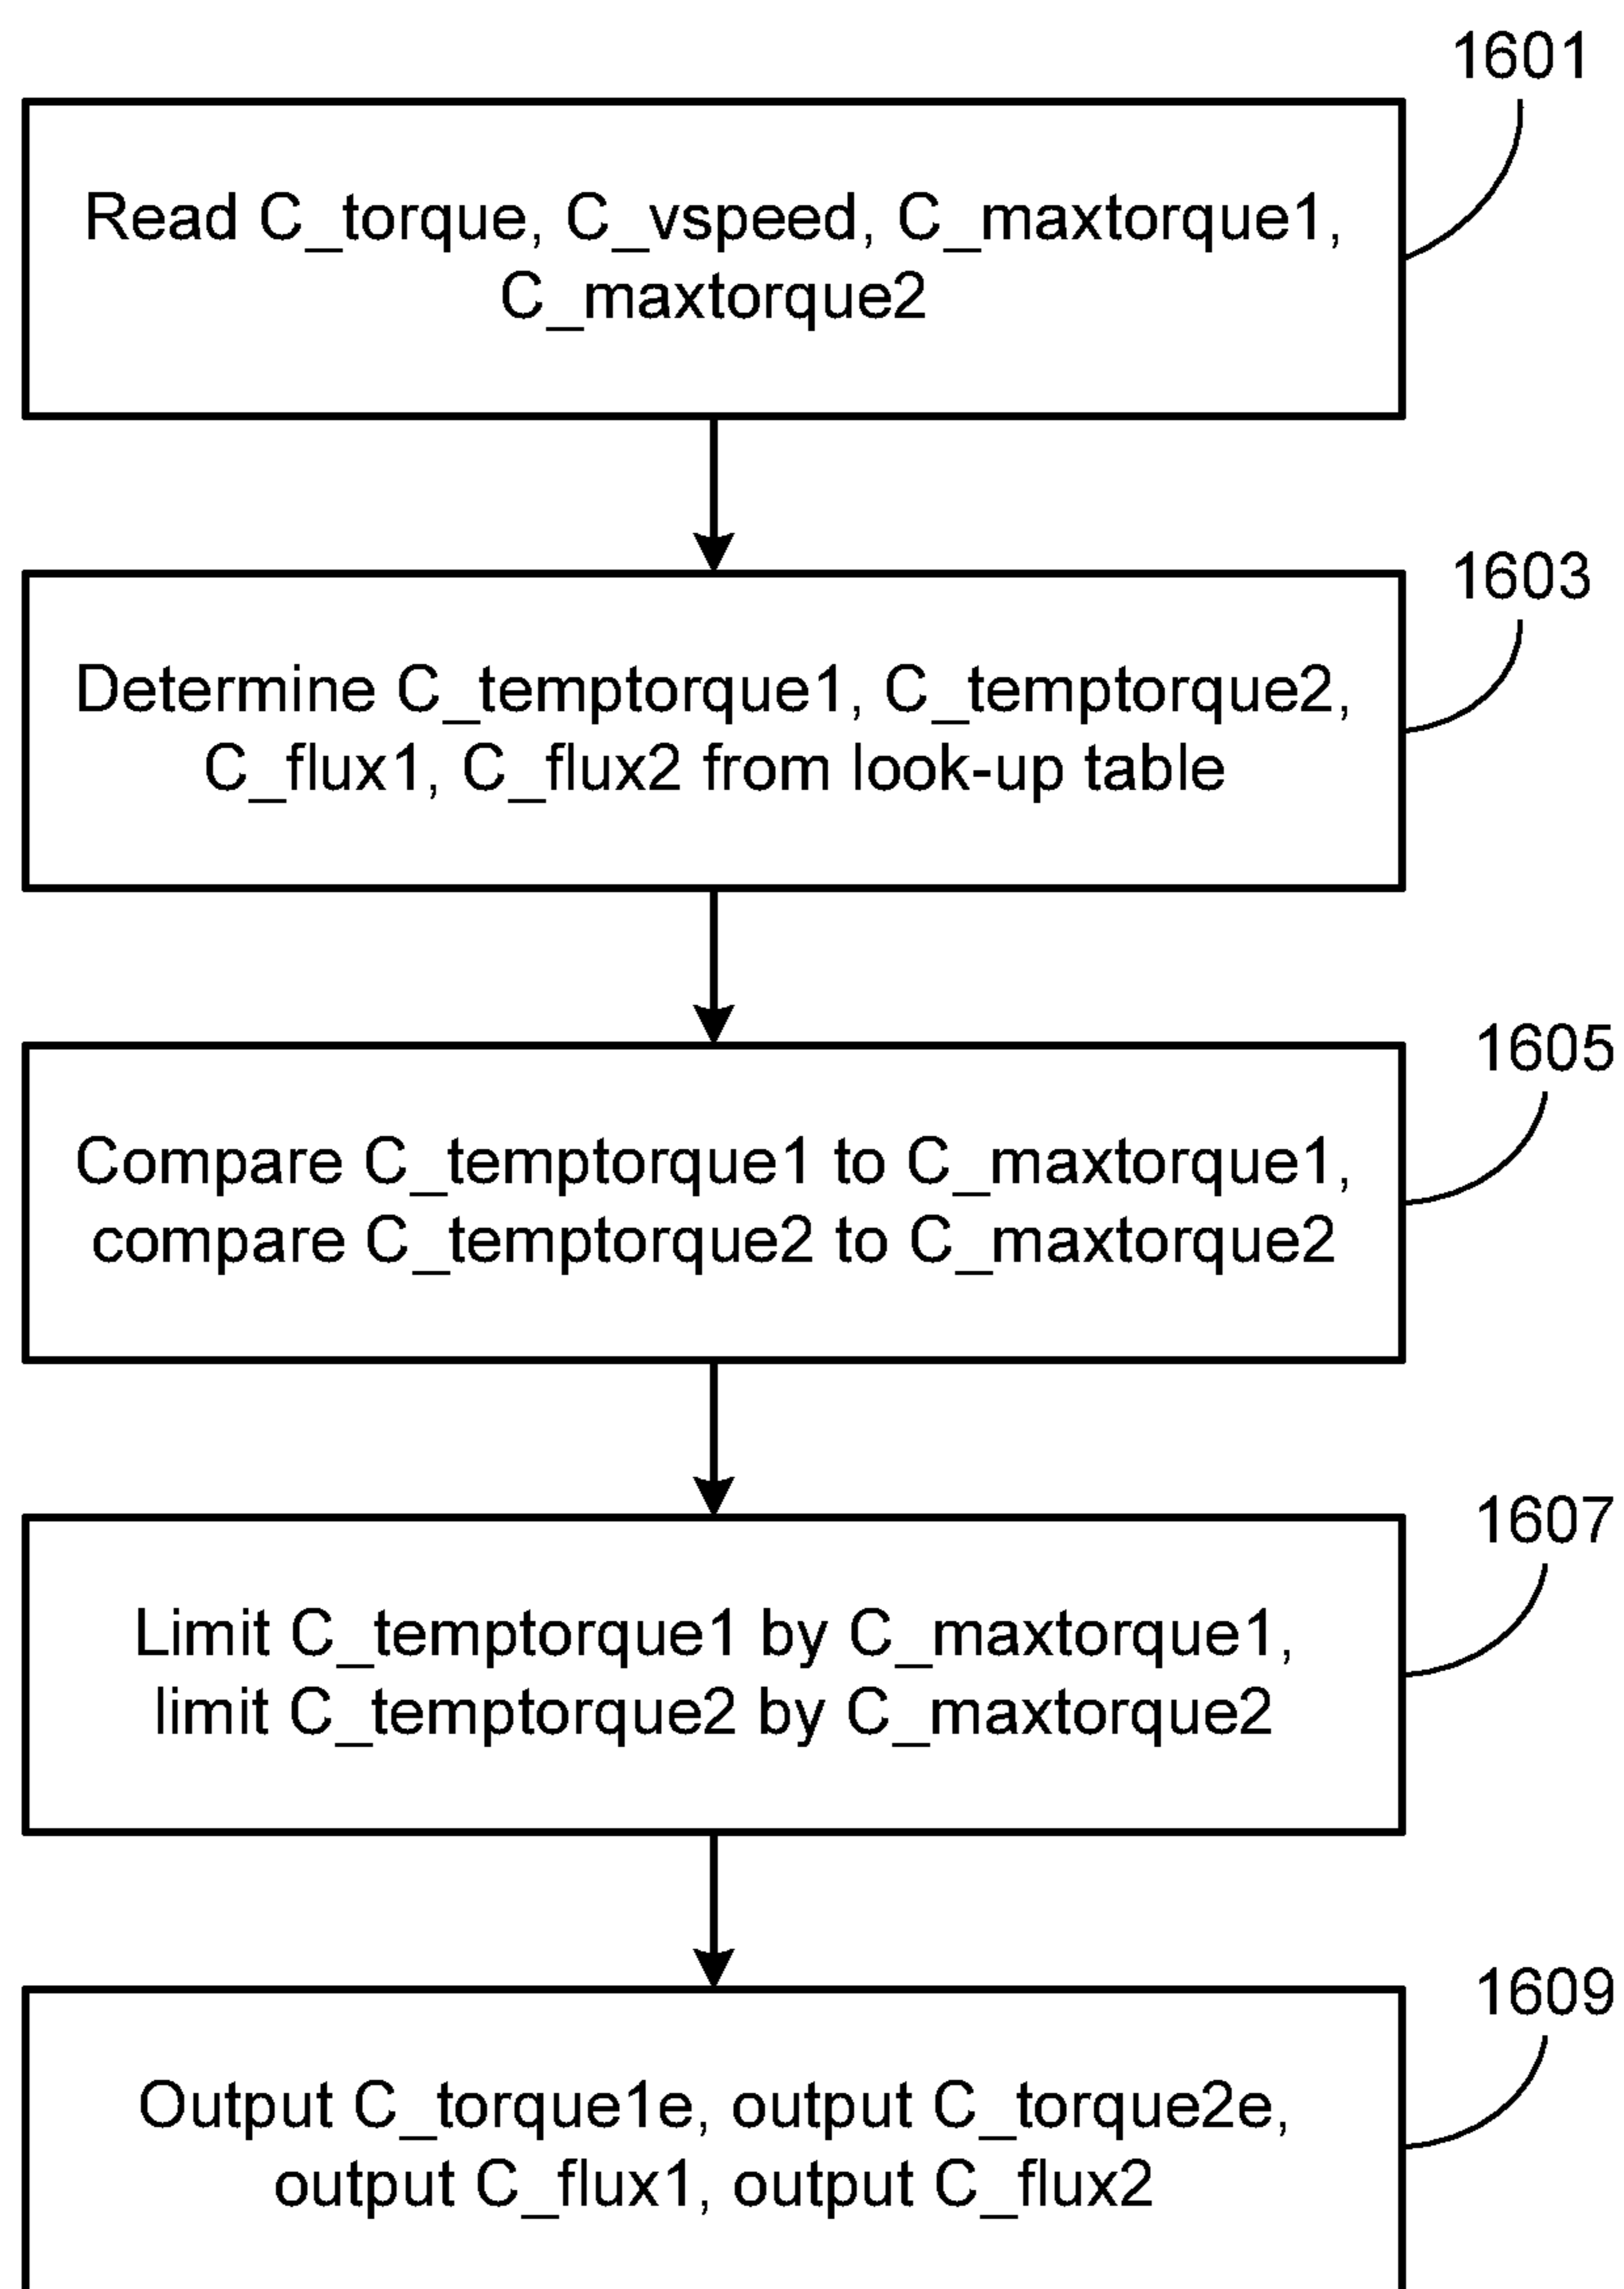 1601
Read C_torque, C_vspeed, C_maxtorque1,
C_maxtorque2
1603
Determine C_temptorque1, C_temptorque2,
C_flux1, C_flux2 from look-up table
1605
Compare C_temptorque1 to C_maxtorque1,
compare C_temptorque2 to C_maxtorque2
1607
Limit C_temptorque1 by C_maxtorque1,
limit C_temptorque2 by C_maxtorque2
1609
Output C_torque1e, output C_torque2e,
output C_flux1, output C_flux2